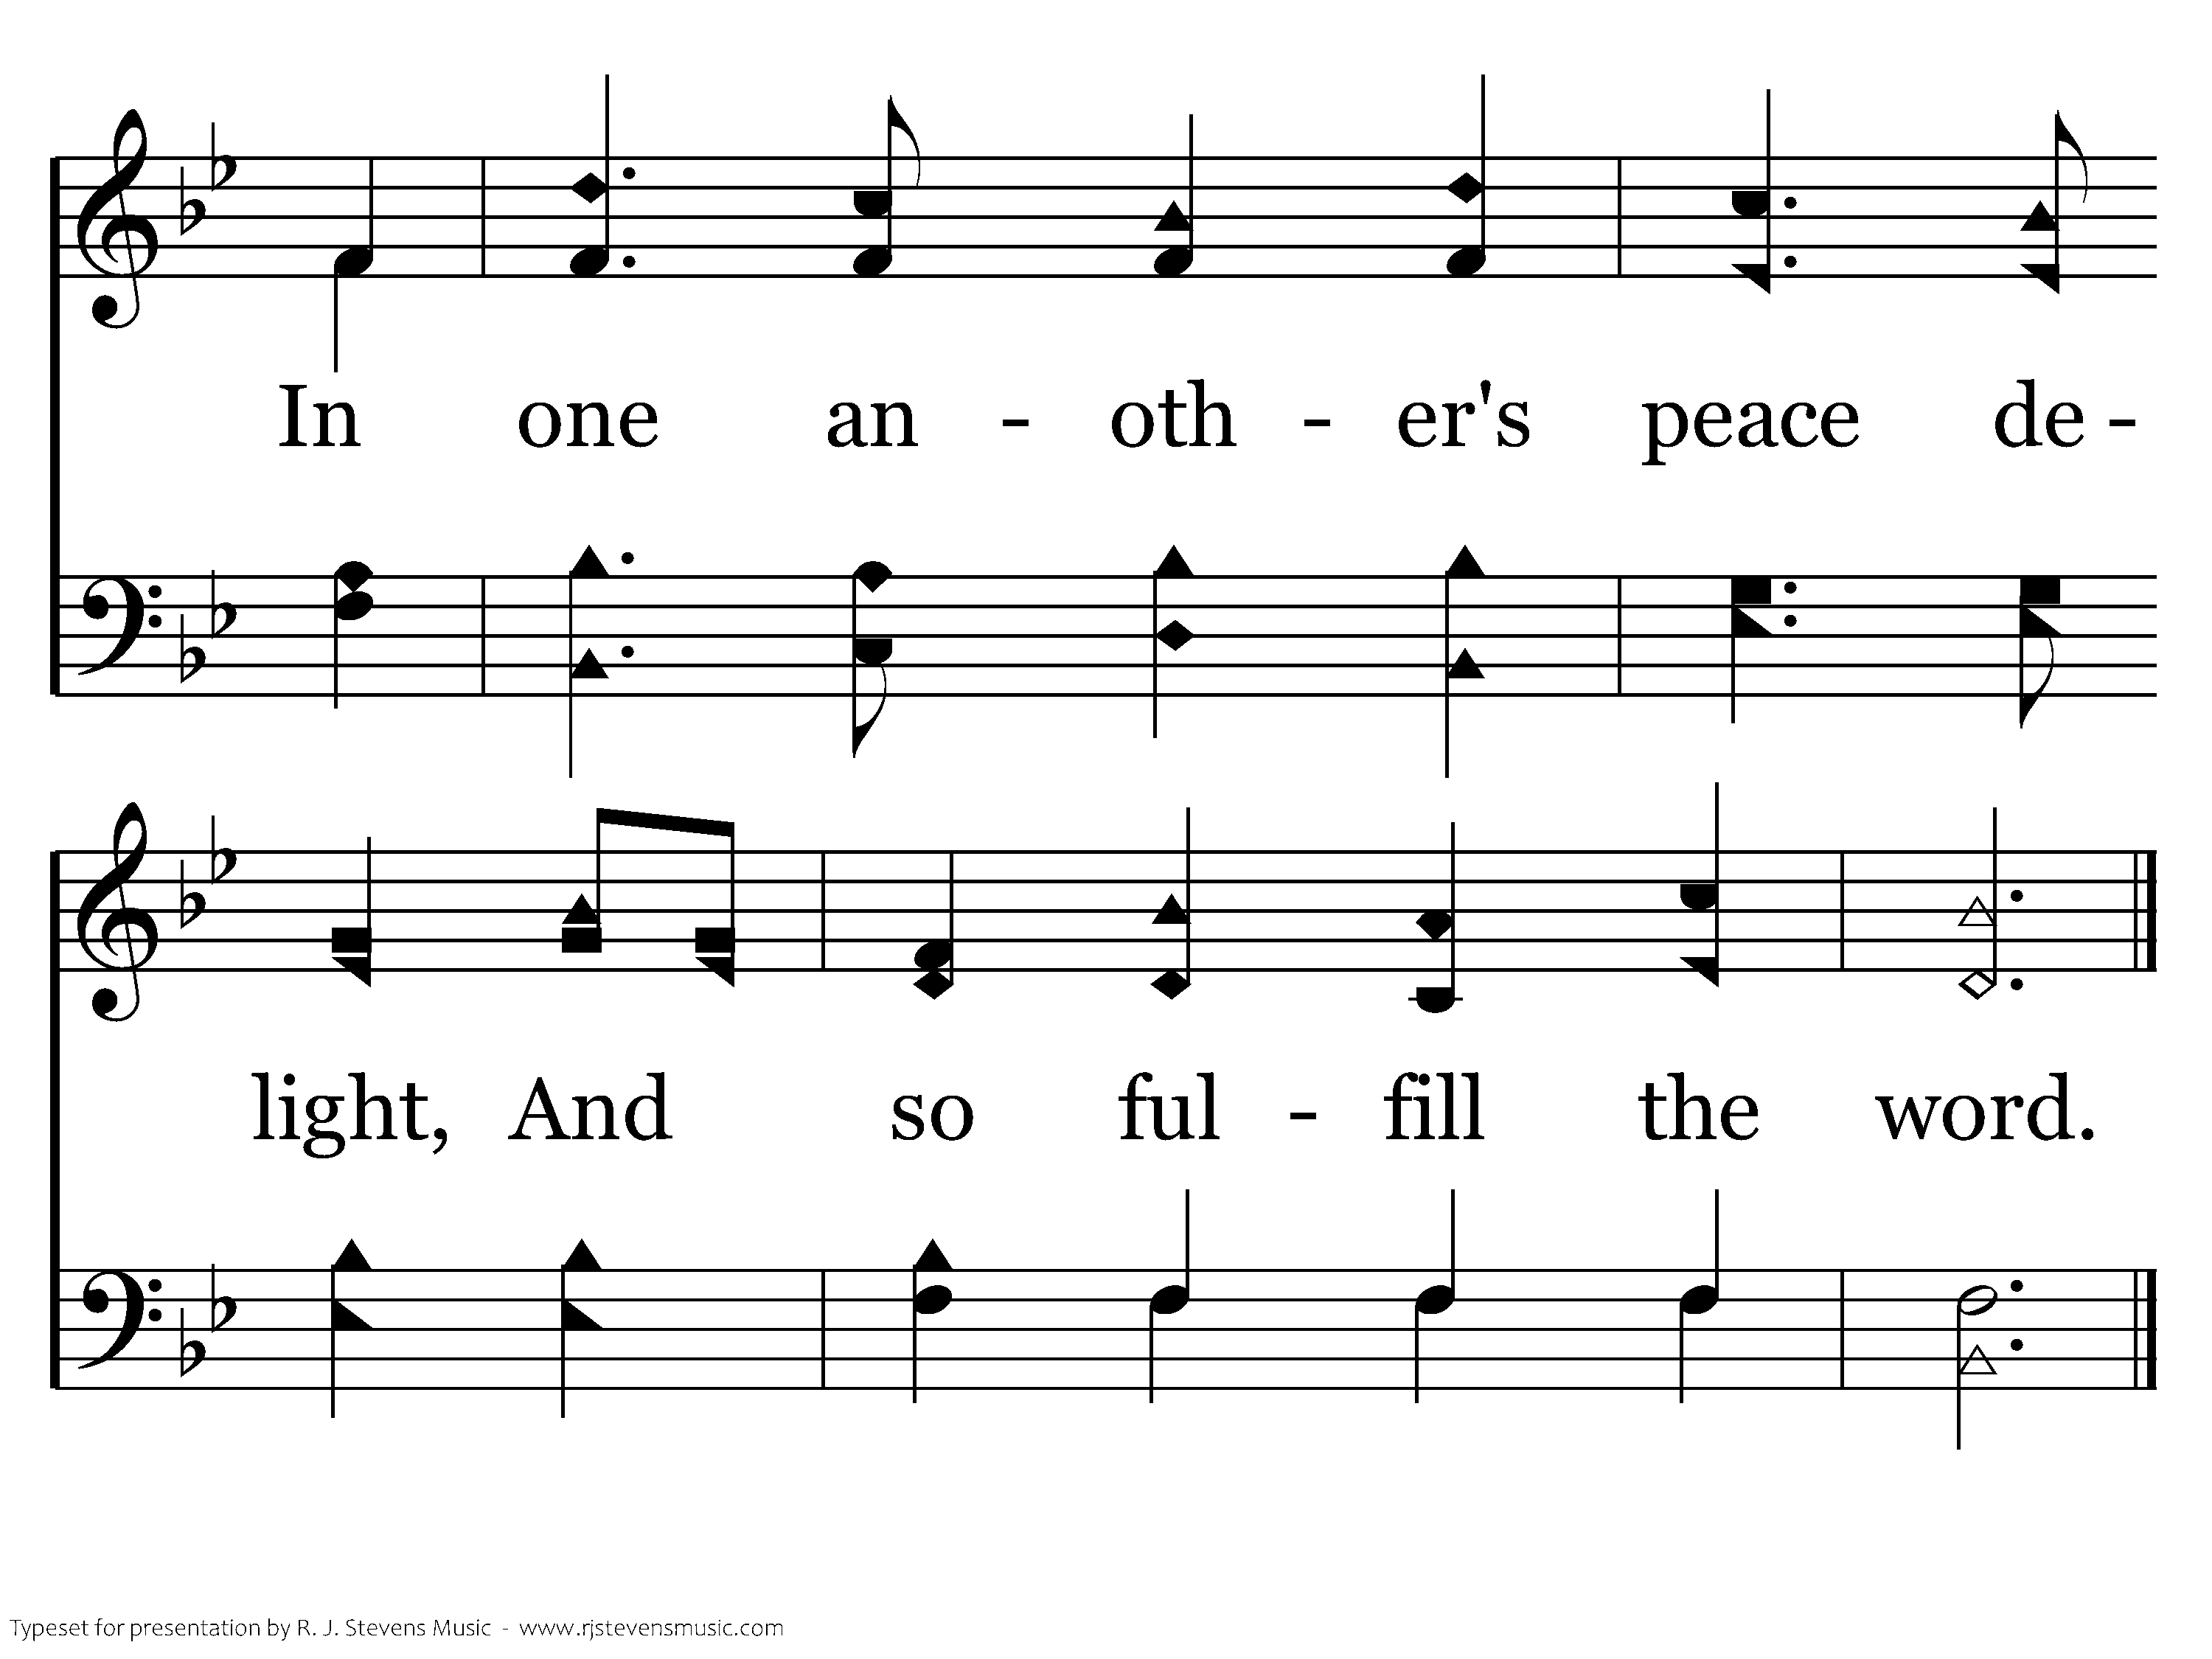 In one an - oth - er's peace de -
light, And so ful - fill the word.
Typeset for presentation by R. J. Stevens Music - www.rjstevensmusic.com